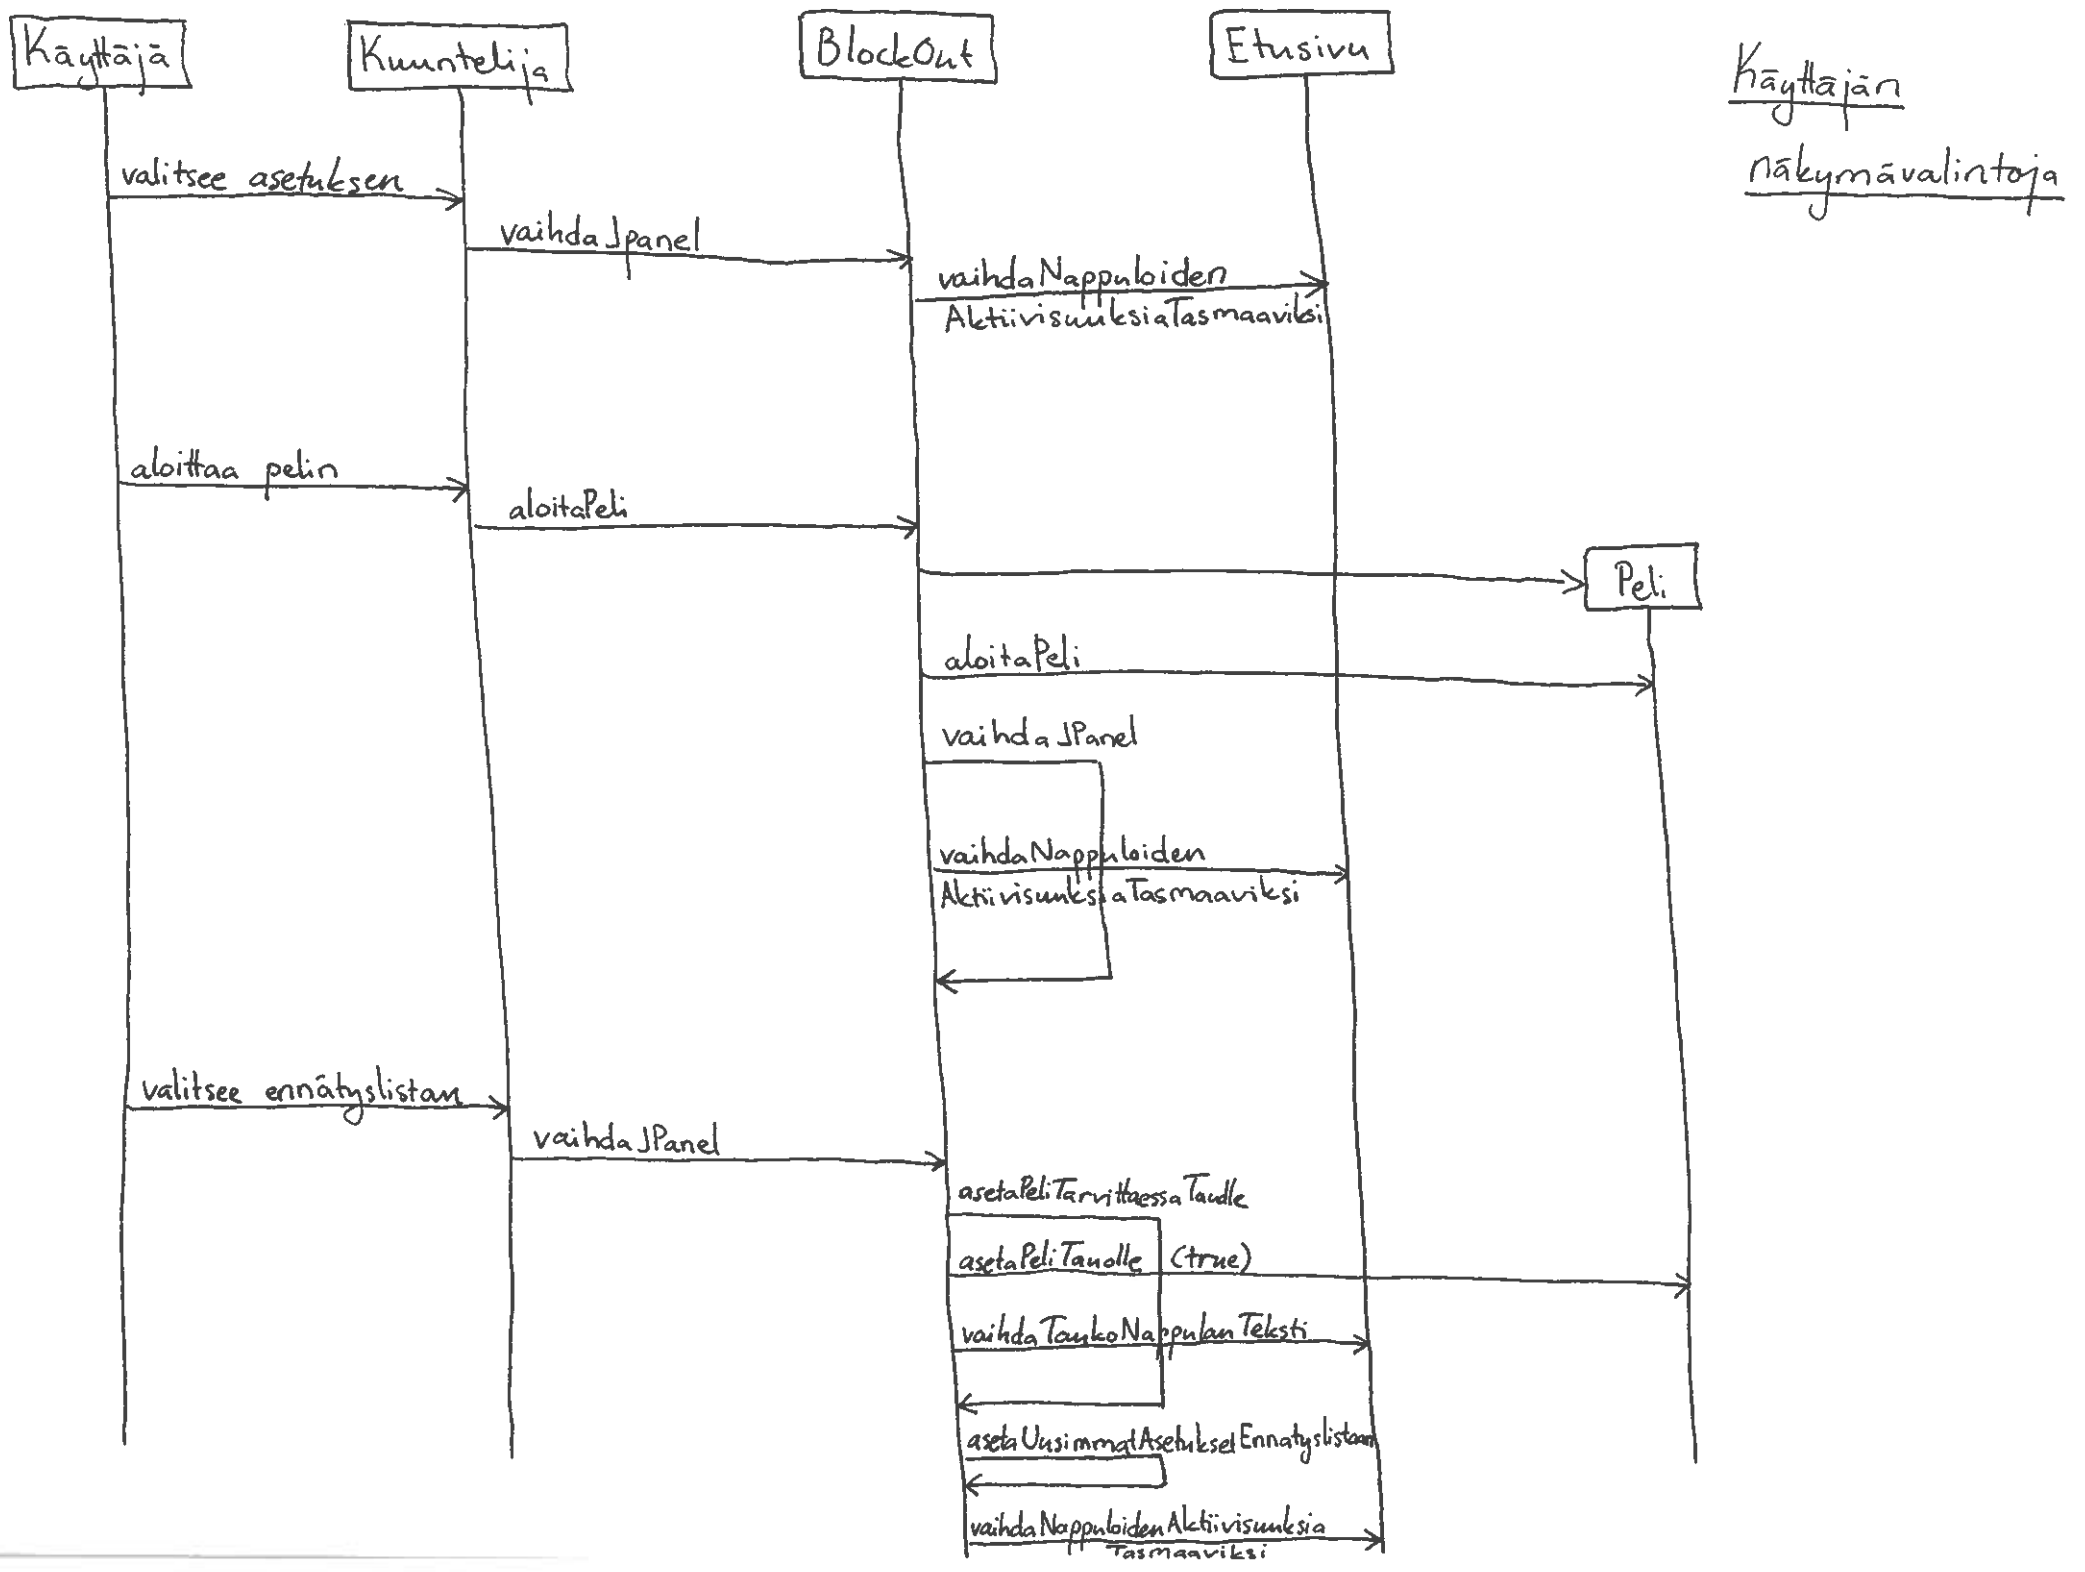 Käyttäjä
Kuuntelija
BlockOut
Etusivu
Käyttäjän
näkymävalintoja
valitsee asetuksen
vaihdaJpanel
vaihdaNappuloiden
AktiivisuuksiaTasmaaviksi
aloittaa pelin
aloitaPeli
Peli
aloitaPeli
vaihdaJPanel
vaihdaNappuloiden
AktiivisuuksiaTasmaaviksi
valitsee ennätyslistan
vaihdaJPanel
asetaPeliTarvittaessaTauolle
asetaPeliTauolle (true)
vaihdaTaukoNappulanTeksti
asetaUusimmatAsetuksetEnnatyslistaan
vaihdaNappuloidenAktiivisuuksia
Tasmaaviksi